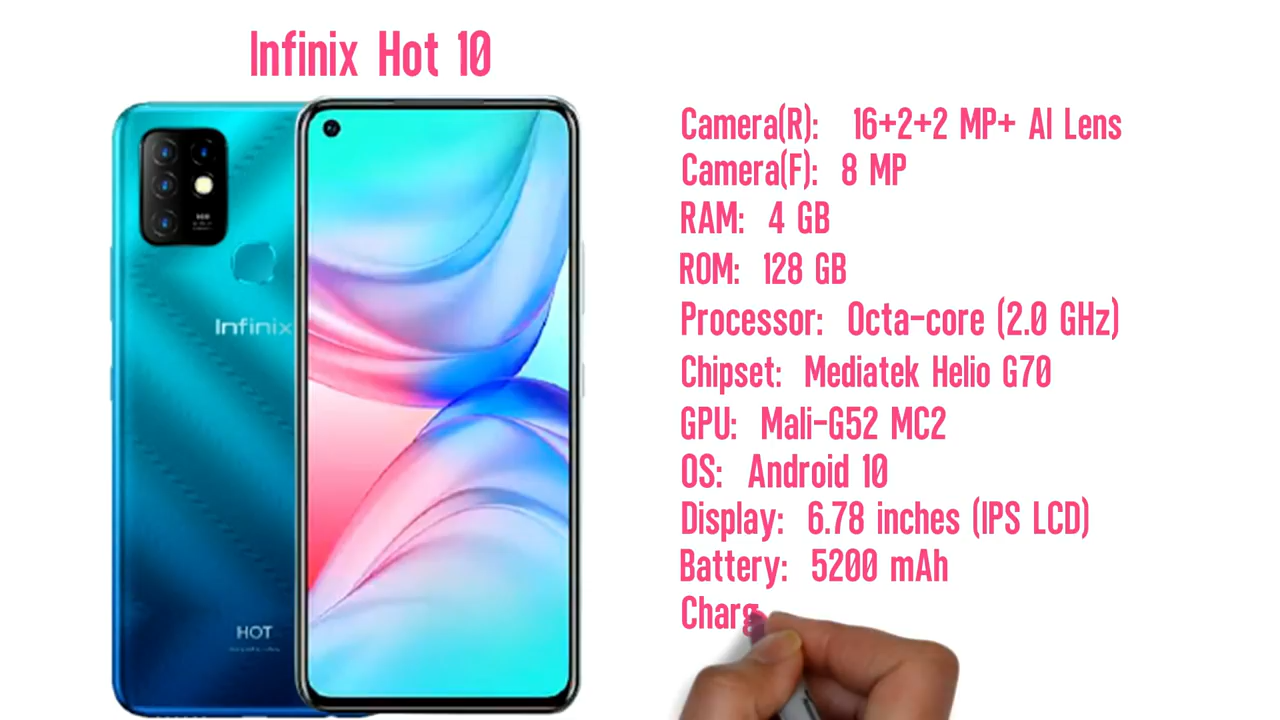 Infinix Hot 10
Camera(R): 16+2+2 MP+ AI Lens
Camera(F): 8 MP
RAM: 4 GB
ROM: 128 GB
Processor: Octa-core (2.0 GHz)
Chipset: Mediatek Helio G70
GPU: Mali-G52 MC2
OS: Android 10
Display: 6.78 inches (IPS LCD)
Battery: 5200 mAh
Charg
Infinix
HOT